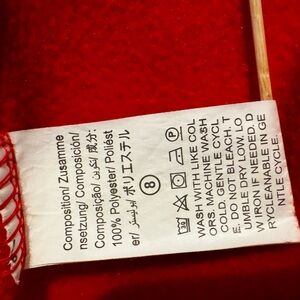 Composition/ Zusamme
nsetzung/ Composición/
Composição/ تكوين/ 成分:
100% Polyester/ Poliést
er/ بوليستر/ ポリエステル
8
WASH WITH LIKE COL
ORS. MACHINE WASH
COLD. GENTLE CYCL
E. DO NOT BLEACH. T
UMBLE DRY LOW. LO
W IRON IF NEEDED. D
RYCLEANABLE IN GE
NTLE CYCLE.